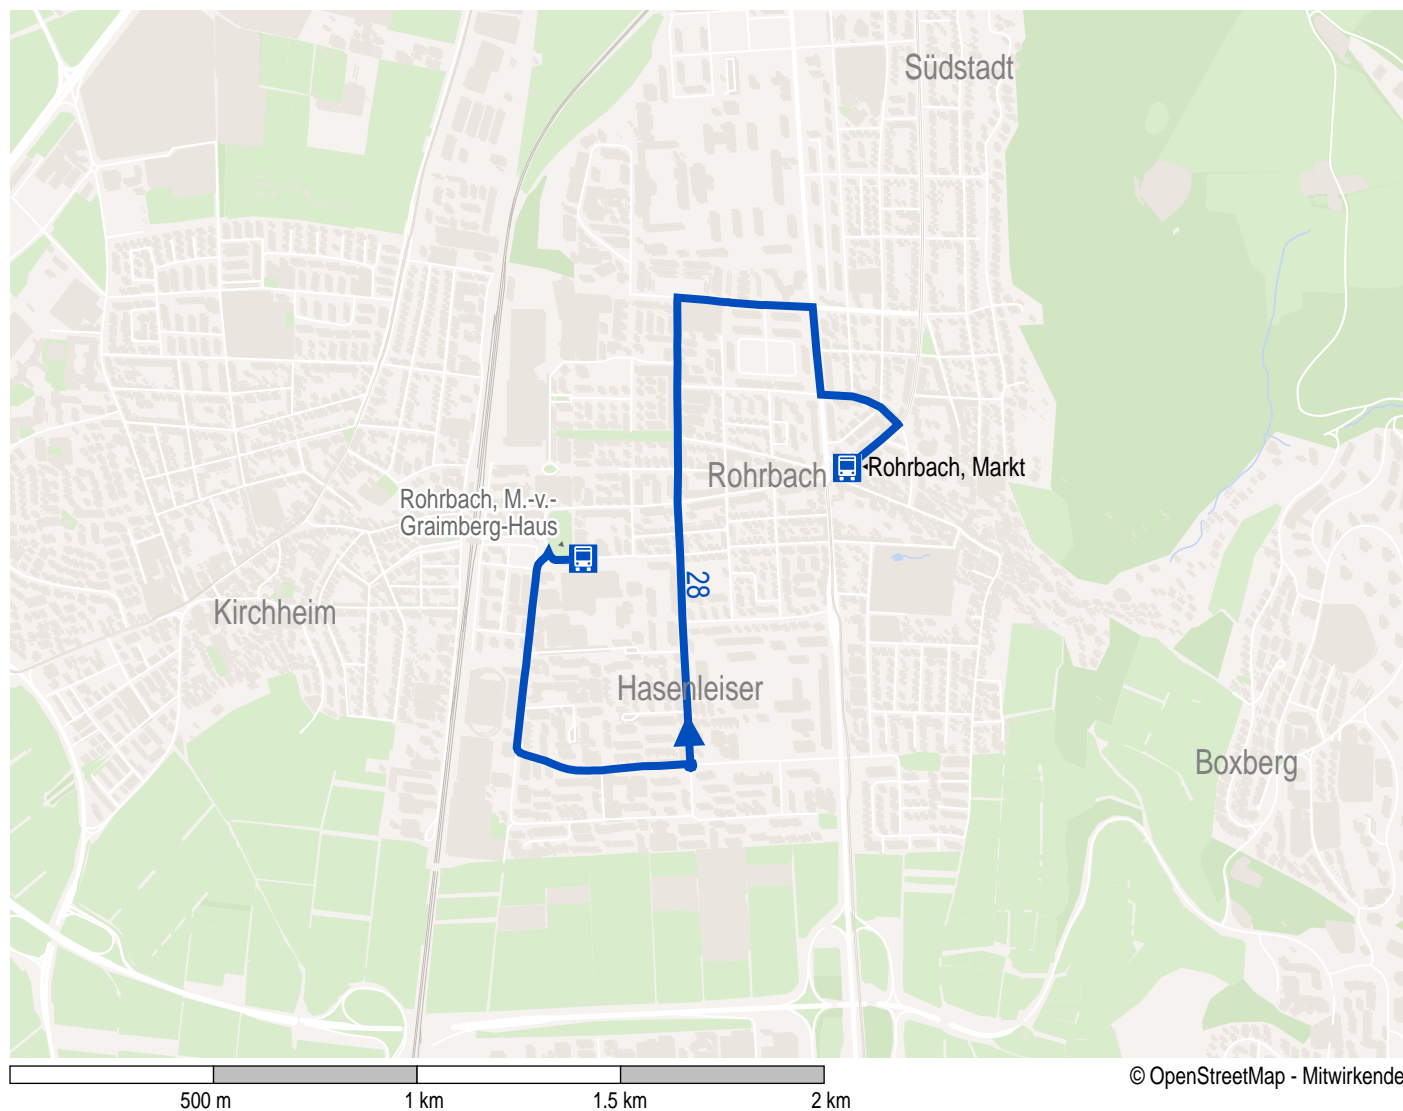 Südstadt
Rohrbach, Markt
Rohrbach
Rohrbach, M.-v.-
Graimberg-Haus
28
Kirchheim
Hasenleiser
Boxberg
© OpenStreetMap - Mitwirkende
500 m
1 km
1.5 km
2 km